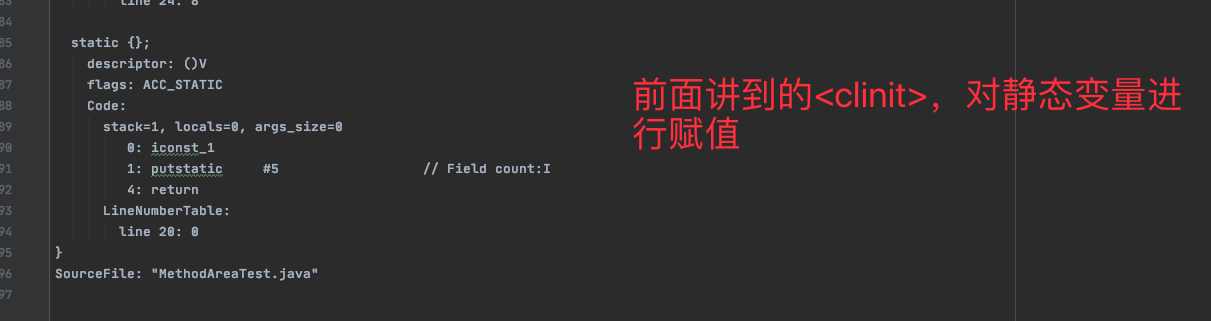 83 line 24: 8
84
85 static {};
86 descriptor: ()V
87 flags: ACC_STATIC
88 Code:
89 stack=1, locals=0, args_size=0
90 0: iconst_1
91 1: putstatic #5 // Field count:I
92 4: return
93 LineNumberTable:
94 line 20: 0
95 }
96 SourceFile: "MethodAreaTest.java"
97
前面讲到的<clinit>，对静态变量进
行赋值